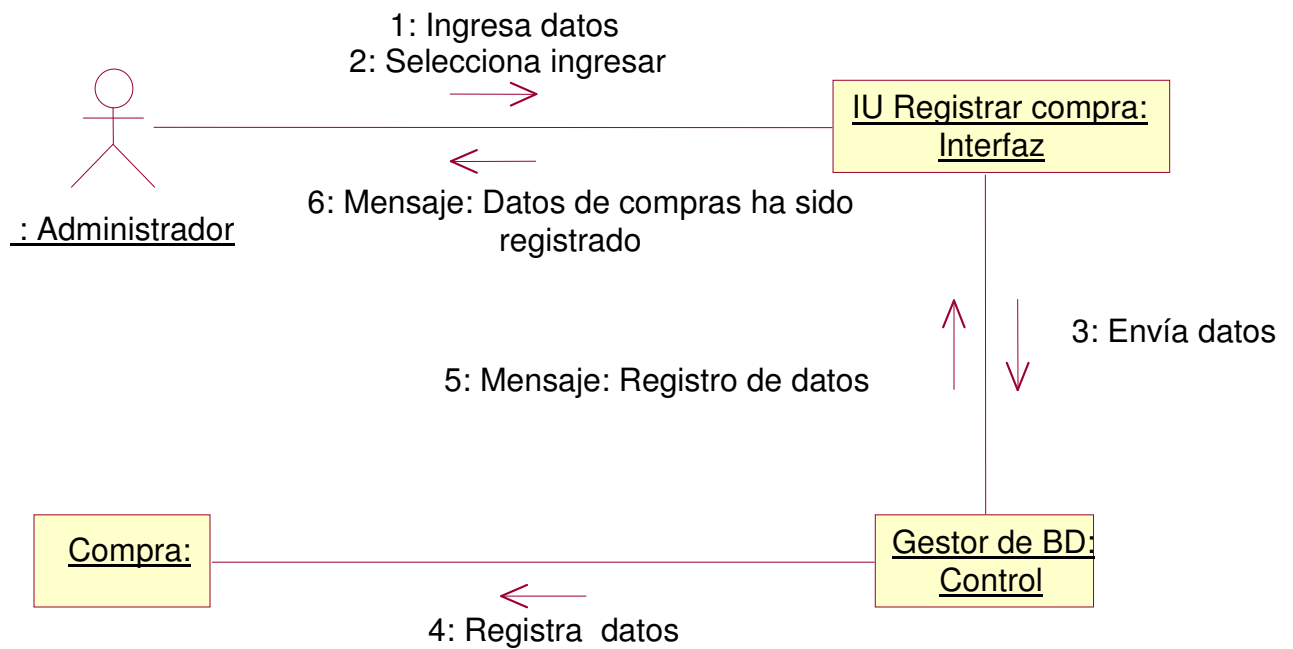 1: Ingresa datos
2: Selecciona ingresar
IU Registrar compra:
Interfaz
6: Mensaje: Datos de compras ha sido
registrado
: Administrador
3: Envía datos
5: Mensaje: Registro de datos
Compra:
Gestor de BD:
Control
4: Registra datos